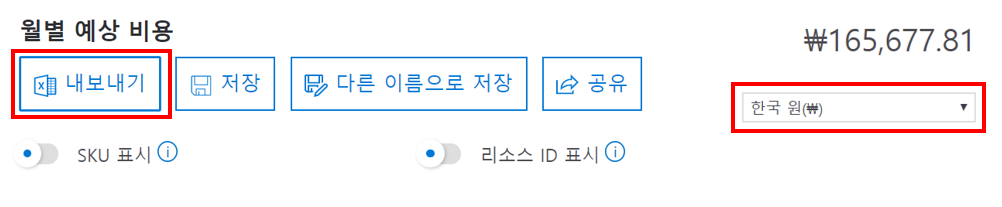 월별 예상 비용
₩165,677.81
내보내기 저장 다른 이름으로 저장 공유
한국 원(₩)
SKU 표시 리소스 ID 표시